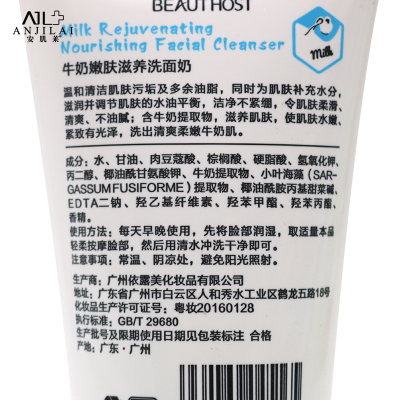 BEAUTHOST
AJL+
ANJILAI
安肌莱
Milk Rejuvenating
Nourishing Facial Cleanser
Milk
牛奶嫩肤滋养洗面奶
温和清洁肌肤污垢及多余油脂，同时为肌肤补充水分，
滋润并调节肌肤的水油平衡，洁净不紧绷，令肌肤柔滑、
清爽、不油腻；含牛奶提取物，滋养肌肤，使肌肤水嫩、
紧致有光泽，洗出清爽柔嫩牛奶肌。
成分：水、甘油、肉豆蔻酸、棕榈酸、硬脂酸、氢氧化钾、
丙二醇、椰油酰甘氨酸钾、牛奶提取物、小叶海藻（SAR-
GASSUM FUSIFORME）提取物、椰油酰胺丙基甜菜碱、
EDTA二钠、羟乙基纤维素、羟苯甲酯、羟苯丙酯、
香精。
使用方法：每天早晚使用，先将脸部润湿，取适量本品
轻柔按摩脸部，然后用清水冲洗干净即可。
注意事项：常温、阴凉处，避免阳光照射。
生产商：广州依露美化妆品有限公司
地址：广东省广州市白云区人和秀水工业区鹤龙五路18号
化妆品生产许可证号：粤妆20160128
执行标准：GB/T 29680
生产批号及限期使用日期见包装标注 合格
产地：广东·广州